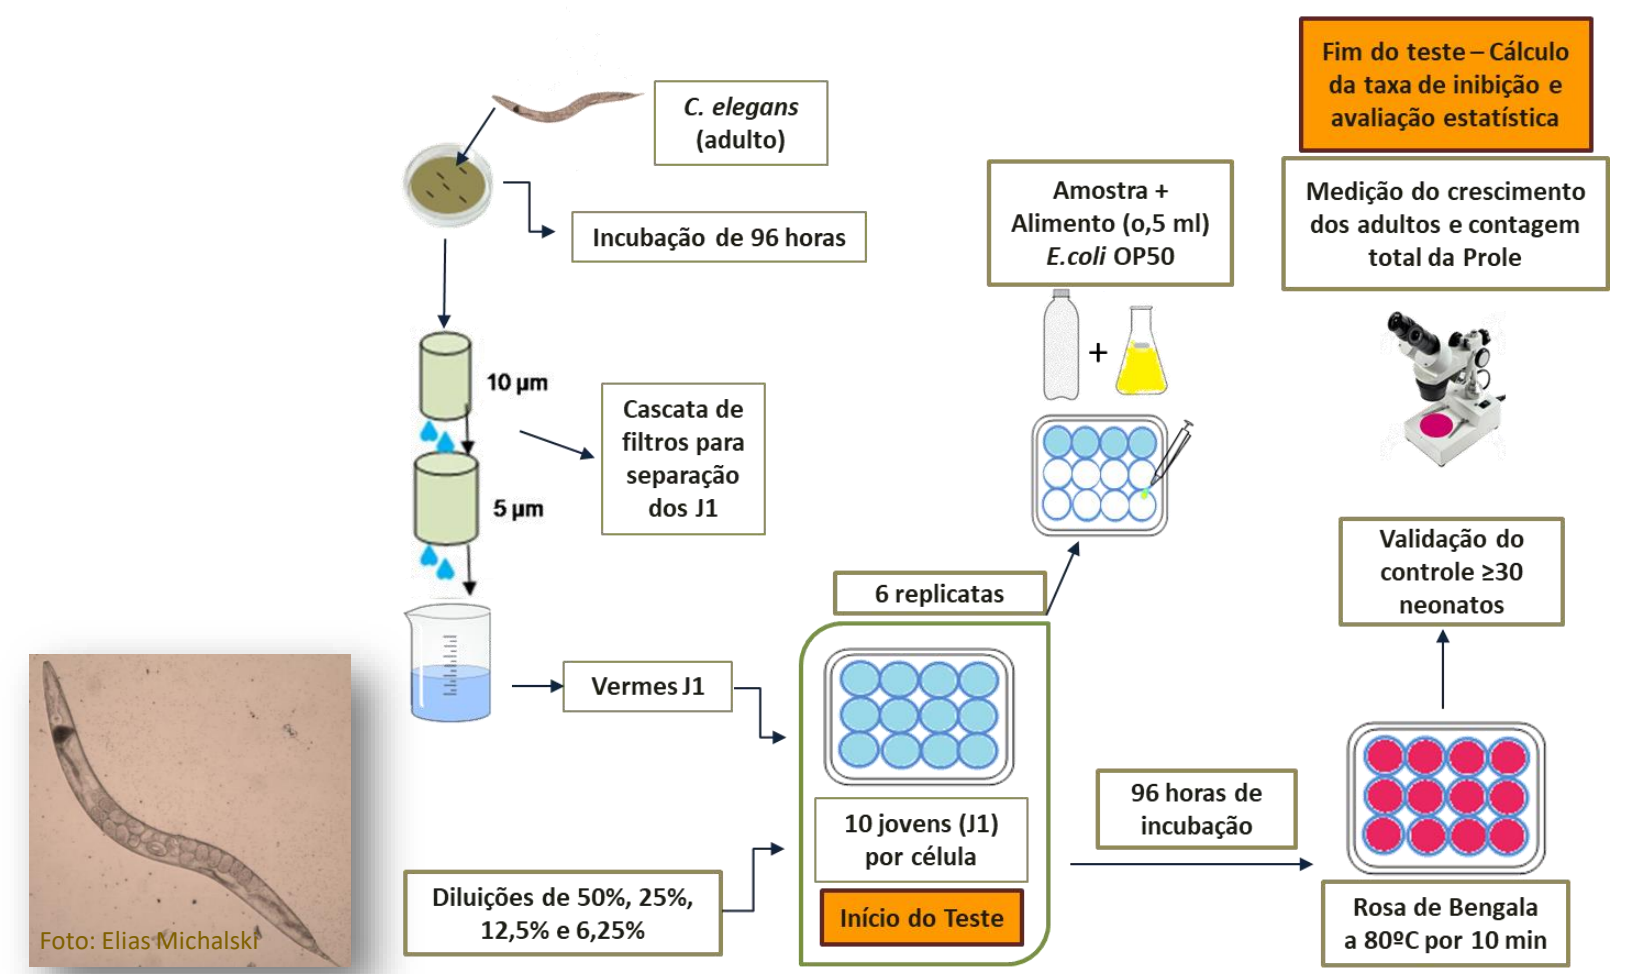 C. elegans
(adulto)
Incubação de 96 horas
10 µm
Cascata de
filtros para
separação
dos J1
5 µm
Vermes J1
Foto: Elias Michalski
Diluições de 50%, 25%,
12,5% e 6,25%
6 replicatas
10 jovens (J1)
por célula
Início do Teste
Amostra +
Alimento (o,5 ml)
E.coli OP50
+
96 horas de
incubação
Rosa de Bengala
a 80ºC por 10 min
Validação do
controle ≥30
neonatos
Medição do crescimento
dos adultos e contagem
total da Prole
Fim do teste – Cálculo
da taxa de inibição e
avaliação estatística